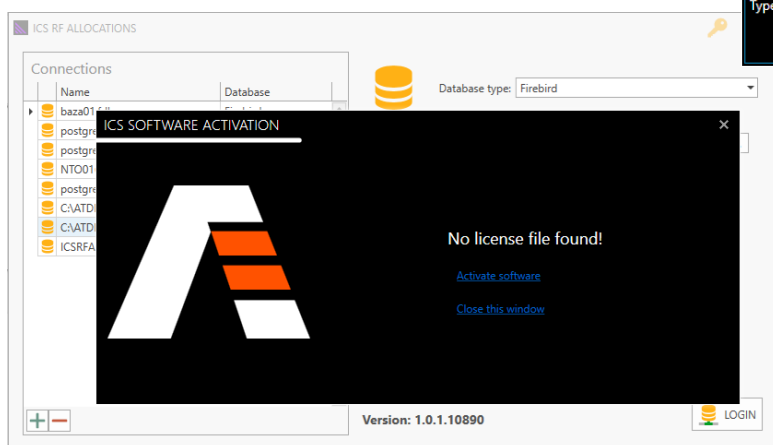 Type
ICS RF ALLOCATIONS
Connections
Name Database
Database type: Firebird
baza01.fdb
postgre
postgre
NTO01
postgre
C:\ATD
C:\ATD
ICSRFA
ICS SOFTWARE ACTIVATION
No license file found!
Activate software
Close this window
Version: 1.0.1.10890
LOGIN